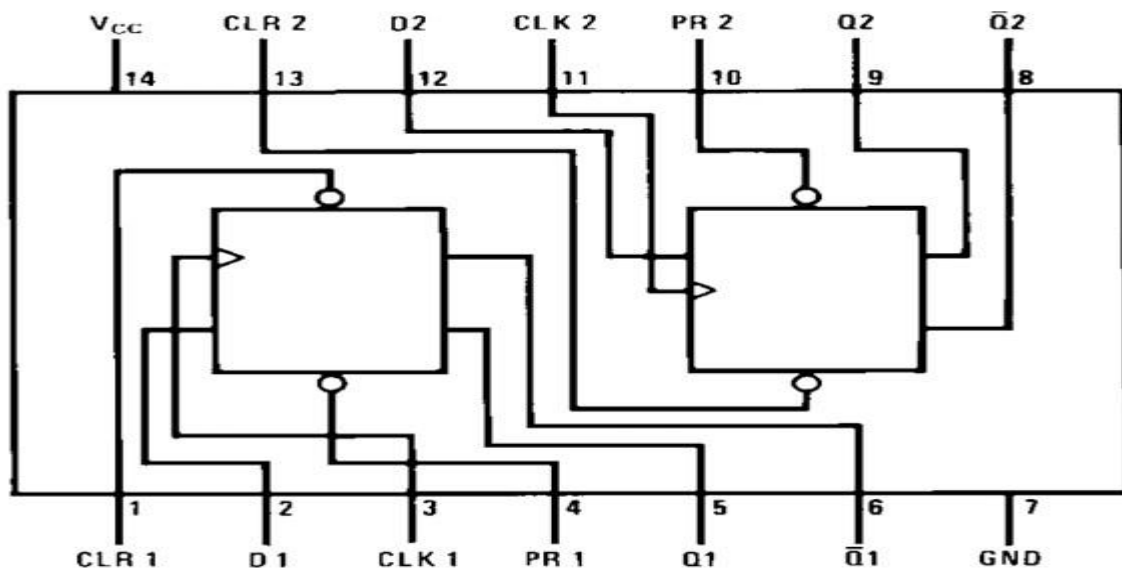 V_CC CLR 2 D2 CLK 2 PR 2 Q2 Q̅2
14 13 12 11 10 9 8
1 2 3 4 5 6 7
CLR 1 D1 CLK 1 PR 1 Q1 Q̅1 GND